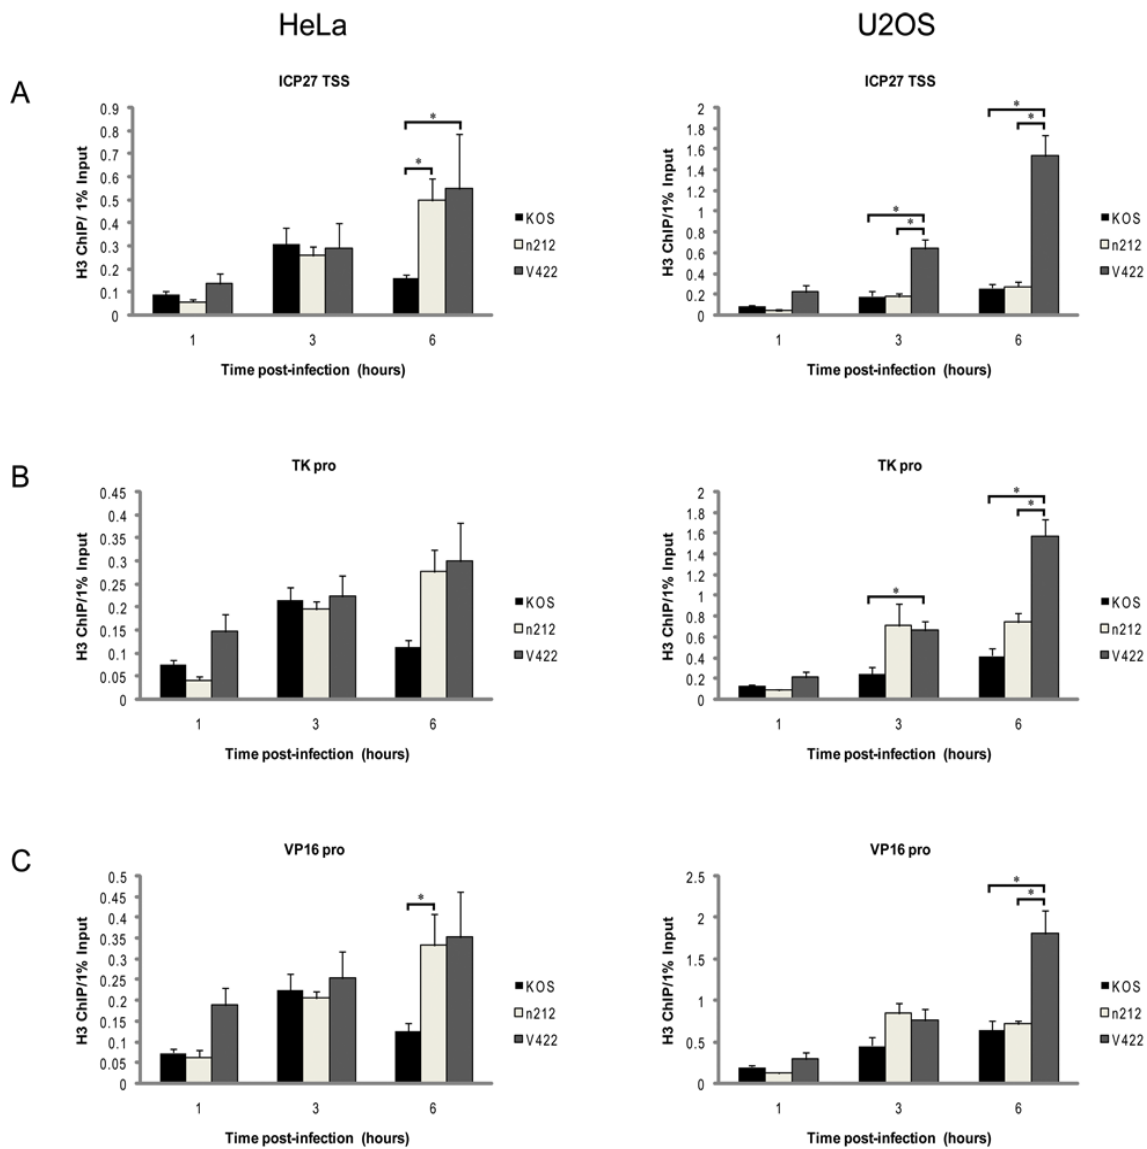 HeLa
U2OS
A
ICP27 TSS
H3 ChIP/ 1% Input
0.9
0.8
0.7
0.6
0.5
0.4
0.3
0.2
0.1
0
*
*
1
3
6
Time post-infection (hours)
KOS
n212
V422
ICP27 TSS
H3 ChIP/1% Input
2
1.8
1.6
1.4
1.2
1
0.8
0.6
0.4
0.2
0
*
*
*
*
1
3
6
Time post-infection (hours)
KOS
n212
V422
B
TK pro
H3 ChIP/1% Input
0.45
0.4
0.35
0.3
0.25
0.2
0.15
0.1
0.05
0
1
3
6
Time post-infection (hours)
KOS
n212
V422
TK pro
H3 ChIP/1% Input
2
1.8
1.6
1.4
1.2
1
0.8
0.6
0.4
0.2
0
*
*
*
1
3
6
Time post-infection (hours)
KOS
n212
V422
C
VP16 pro
H3 ChIP/1% Input
0.5
0.45
0.4
0.35
0.3
0.25
0.2
0.15
0.1
0.05
0
*
1
3
6
Time post-infection (hours)
KOS
n212
V422
VP16 pro
H3 ChIP/1% Input
2.5
2
1.5
1
0.5
0
*
*
1
3
6
Time post-infection (hours)
KOS
n212
V422